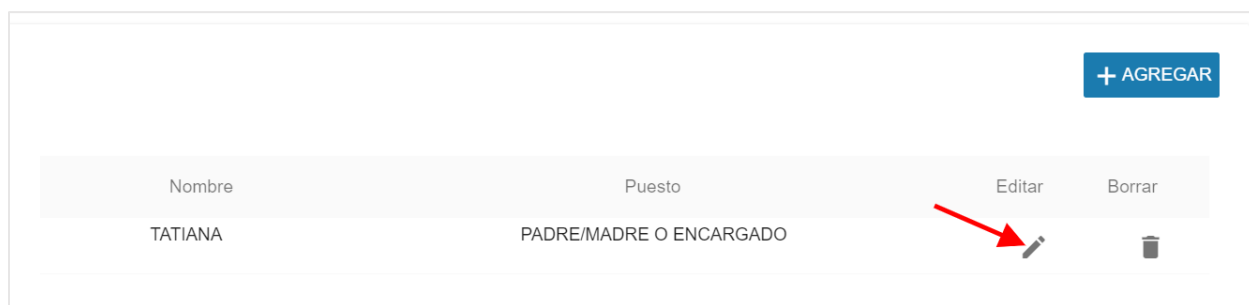 + AGREGAR
Nombre Puesto Editar Borrar
TATIANA PADRE/MADRE O ENCARGADO